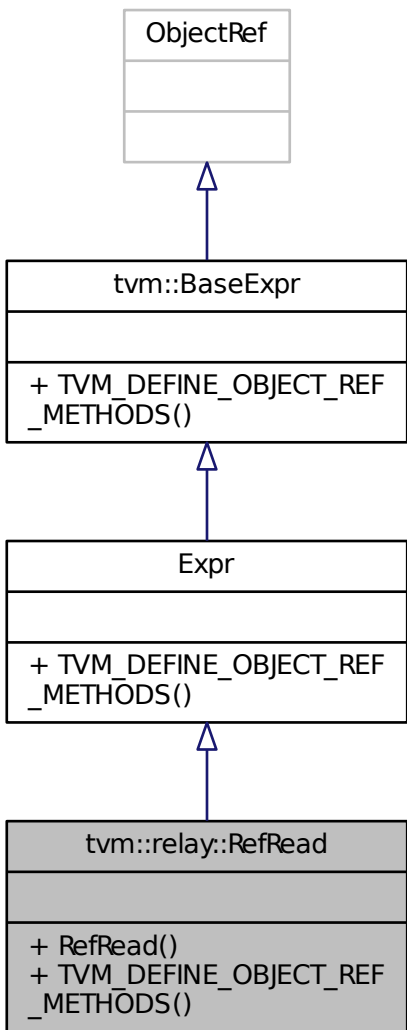 ObjectRef
tvm::BaseExpr
+ TVM_DEFINE_OBJECT_REF
_METHODS()
Expr
+ TVM_DEFINE_OBJECT_REF
_METHODS()
tvm::relay::RefRead
+ RefRead()
+ TVM_DEFINE_OBJECT_REF
_METHODS()